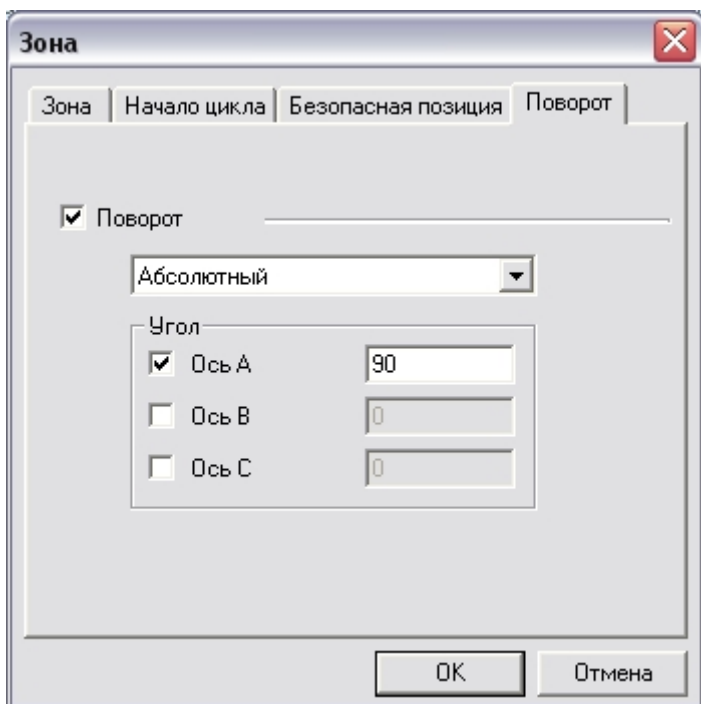 Зона
Зона Начало цикла Безопасная позиция Поворот
Поворот
Абсолютный
Угол
Ось A 90
Ось B 0
Ось C 0
OK Отмена